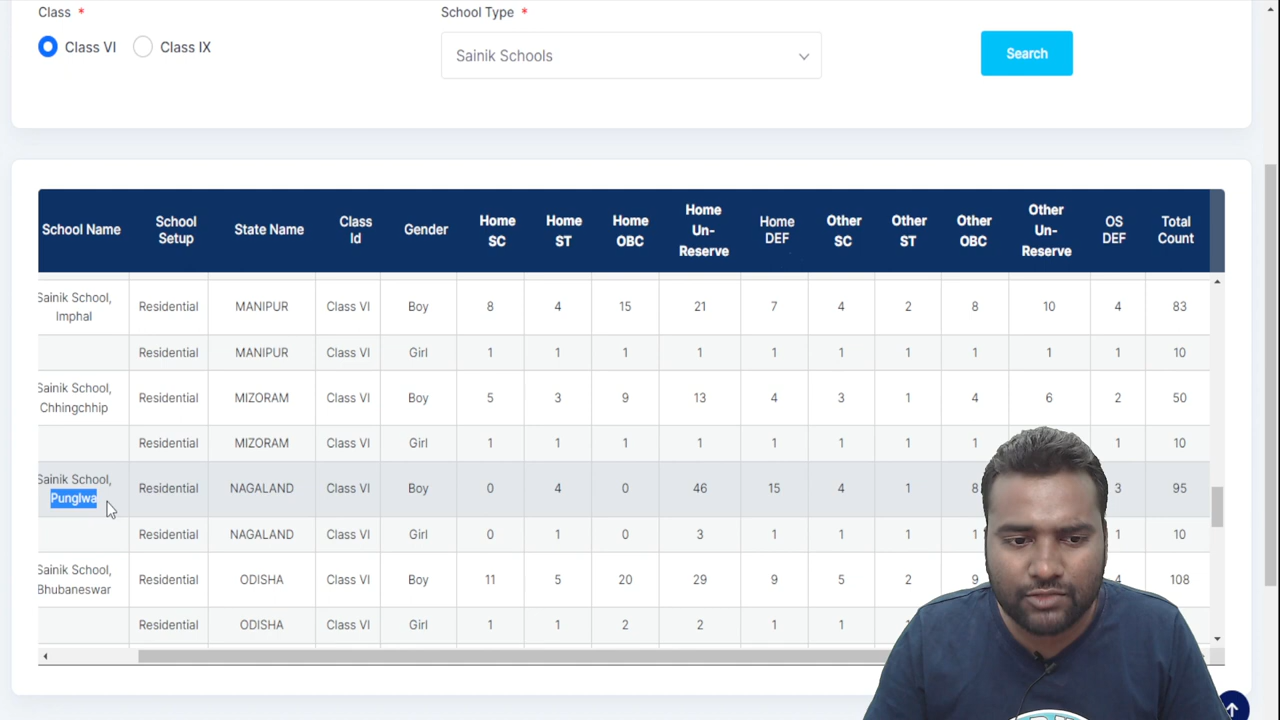 Class *
School Type *
Class VI
Class IX
Sainik Schools
Search
School Name School Setup State Name Class Id Gender Home SC Home ST Home OBC Home Un-Reserve Home DEF Other SC Other ST Other OBC Other Un-Reserve OS DEF Total Count
Sainik School, Imphal Residential MANIPUR Class VI Boy 8 4 15 21 7 4 2 8 10 4 83
Residential MANIPUR Class VI Girl 1 1 1 1 1 1 1 1 1 1 10
Sainik School, Chhingchhip Residential MIZORAM Class VI Boy 5 3 9 13 4 3 1 4 6 2 50
Residential MIZORAM Class VI Girl 1 1 1 1 1 1 1 1 1 10
Sainik School, Punglwa Residential NAGALAND Class VI Boy 0 4 0 46 15 4 1 8 3 95
Residential NAGALAND Class VI Girl 0 1 0 3 1 1 1 1 1 10
Sainik School, Bhubaneswar Residential ODISHA Class VI Boy 11 5 20 29 9 5 2 9 4 108
Residential ODISHA Class VI Girl 1 1 2 2 1 1